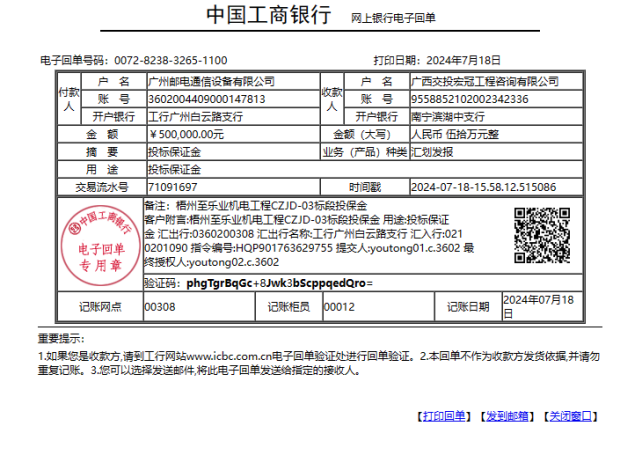 中国工商银行 网上银行电子回单
电子回单号码：0072-8238-3265-1100 打印日期：2024年7月18日
付款人 户 名 广州邮电通信设备有限公司 收款人 户 名 广西交投宏冠工程咨询有限公司
账 号 3602004409000147813 账 号 9558852102002342336
开户银行 工行广州白云路支行 开户银行 南宁滨湖中支行
金 额 ￥500,000.00元 金额（大写） 人民币 伍拾万元整
摘 要 投标保证金 业务（产品）种类 汇划发报
用 途 投标保证金
交易流水号 71091697 时间戳 2024-07-18-15.58.12.515086
中国工商银行
电子回单
专用章
备注：梧州至乐业机电工程CZJD-03标段投保金
客户附言:梧州至乐业机电工程CZJD-03标段投保金 用途:投标保证
金 汇出行:0360200308 汇出行名称:工行广州白云路支行 汇入行:021
0201090 指令编号:HQP901763629755 提交人:youtong01.c.3602 最
终授权人:youtong02.c.3602
验证码：phgTgrBqGc+8Jwk3bScppqedQro=
记账网点 00308 记账柜员 00012 记账日期 2024年07月18
日
重要提示：
1.如果您是收款方,请到工行网站www.icbc.com.cn电子回单验证处进行回单验证。2.本回单不作为收款方发货依据,并请勿
重复记账。3.您可以选择发送邮件,将此电子回单发送给指定的接收人。
【打印回单】【发到邮箱】【关闭窗口】